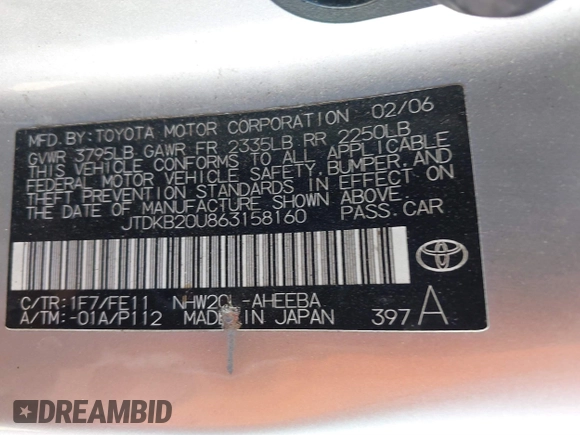 MFD. BY: TOYOTA MOTOR CORPORATION 02/06
GVWR 3795LB GAWR FR 2335LB RR 2250LB
THIS VEHICLE CONFORMS TO ALL APPLICABLE
FEDERAL MOTOR VEHICLE SAFETY, BUMPER, AND
THEFT PREVENTION STANDARDS IN EFFECT ON
THE DATE OF MANUFACTURE SHOWN ABOVE.
JTDKB20U863158160 PASS. CAR
C/TR: 1F7/FE11 NHW20L-AHEEBA
A/TM: -01A/P112 MADE IN JAPAN 397 A
DREAMBID